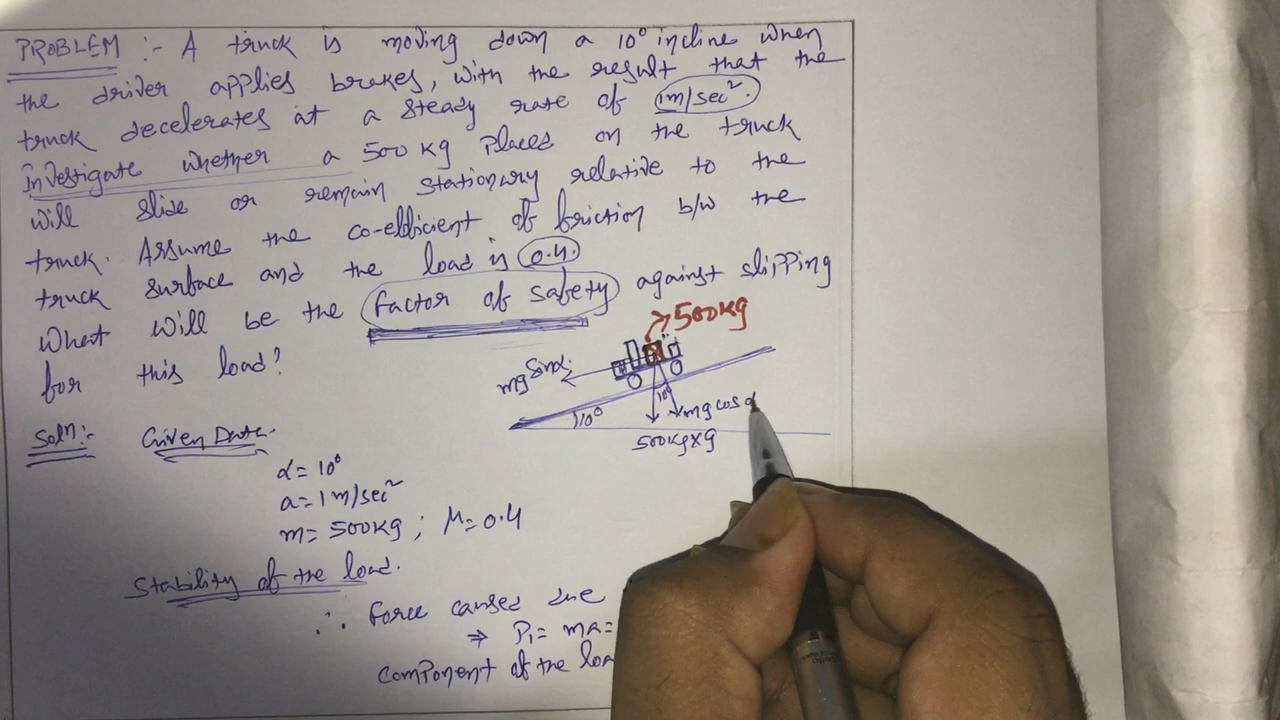 PROBLEM :- A truck is moving down a 10° incline when
the driver applies brakes, with the result that the
truck decelerates at a steady rate of 1m/sec².
investigate whether a 500 kg places on the truck
will slide or remain stationary relative to the
truck. Assume the co-efficient of friction b/w the
truck surface and the load is 0.4.
What will be the factor of safety against slipping
for this load?
500kg
mg sinα
10°
10°
mg cos
500kg×g
Soln:- Given Data.
α = 10°
a = 1 m/sec²
m = 500kg ; μ = 0.4
Stability of the load.
∴ Force caused due
⇒ P₁ = ma =
component of the loa